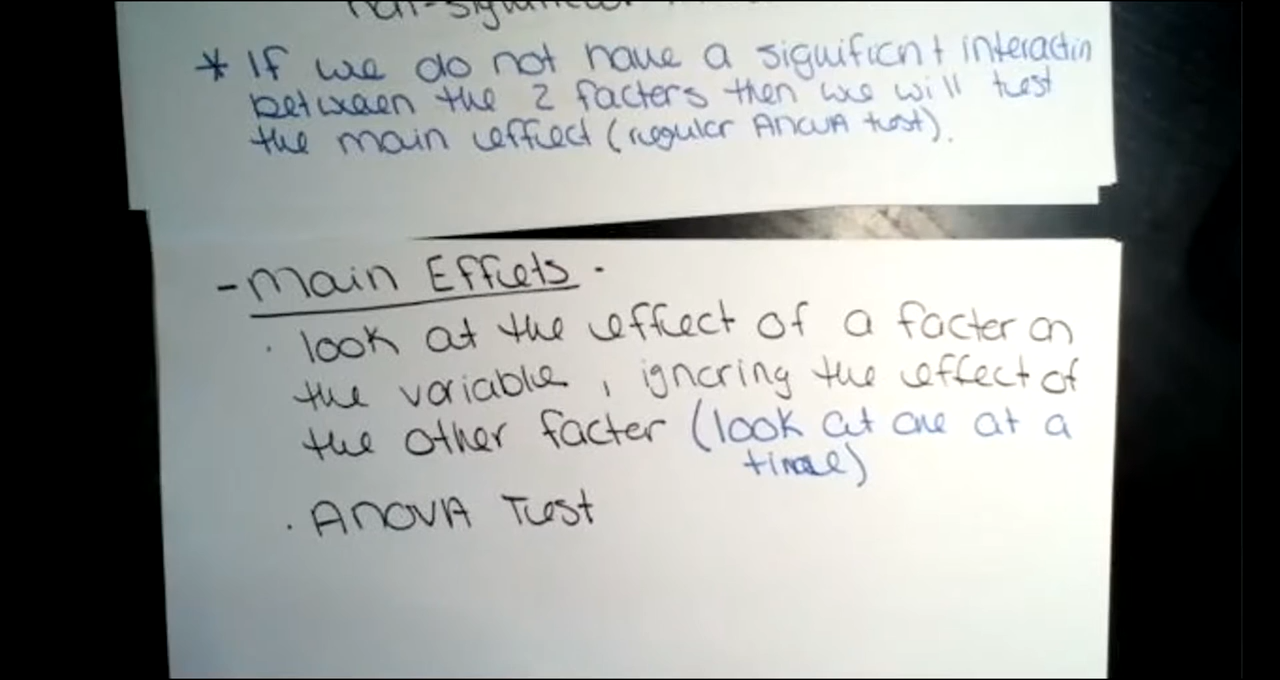 * If we do not have a significnt interactin
between the 2 factors then we will test
the main effect (regular ANOVA test).
- Main Effets -
· look at the effect of a facter on
the variable, ignoring the effect of
the other facter (look at one at a
time)
· ANOVA Test